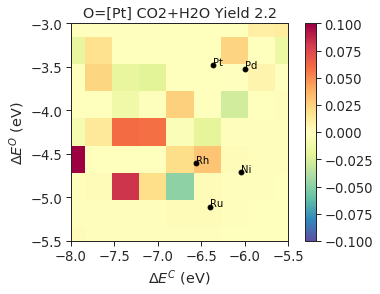 O=[Pt] CO2+H2O Yield 2.2
ΔE^O (eV)
−3.0
−3.5
−4.0
−4.5
−5.0
−5.5
Pt
Pd
Rh
Ni
Ru
−8.0 −7.5 −7.0 −6.5 −6.0 −5.5
ΔE^C (eV)
0.100
0.075
0.050
0.025
0.000
−0.025
−0.050
−0.075
−0.100